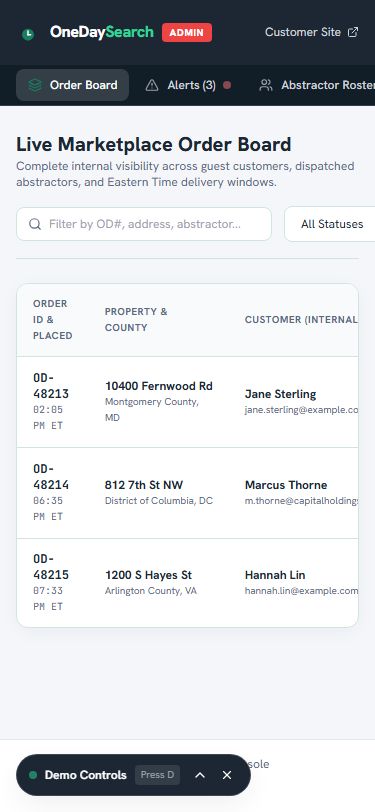 OneDaySearch ADMIN Customer Site
Order Board Alerts (3) Abstractor
Live Marketplace Order Board
Complete internal visibility across guest customers, dispatched
abstractors, and Eastern Time delivery windows.
Filter by OD#, address, abstractor... All Statuses
ORDER
ID &
PLACED
PROPERTY &
COUNTY
CUSTOMER (INTERNAL
OD-
48213
02:05
PM ET
10400 Fernwood Rd
Montgomery County,
MD
Jane Sterling
jane.sterling@example.co
OD-
48214
06:35
PM ET
812 7th St NW
District of Columbia, DC
Marcus Thorne
m.thorne@capitalholdings
OD-
48215
07:33
PM ET
1200 S Hayes St
Arlington County, VA
Hannah Lin
hannah.lin@example.com
Demo Controls Press D